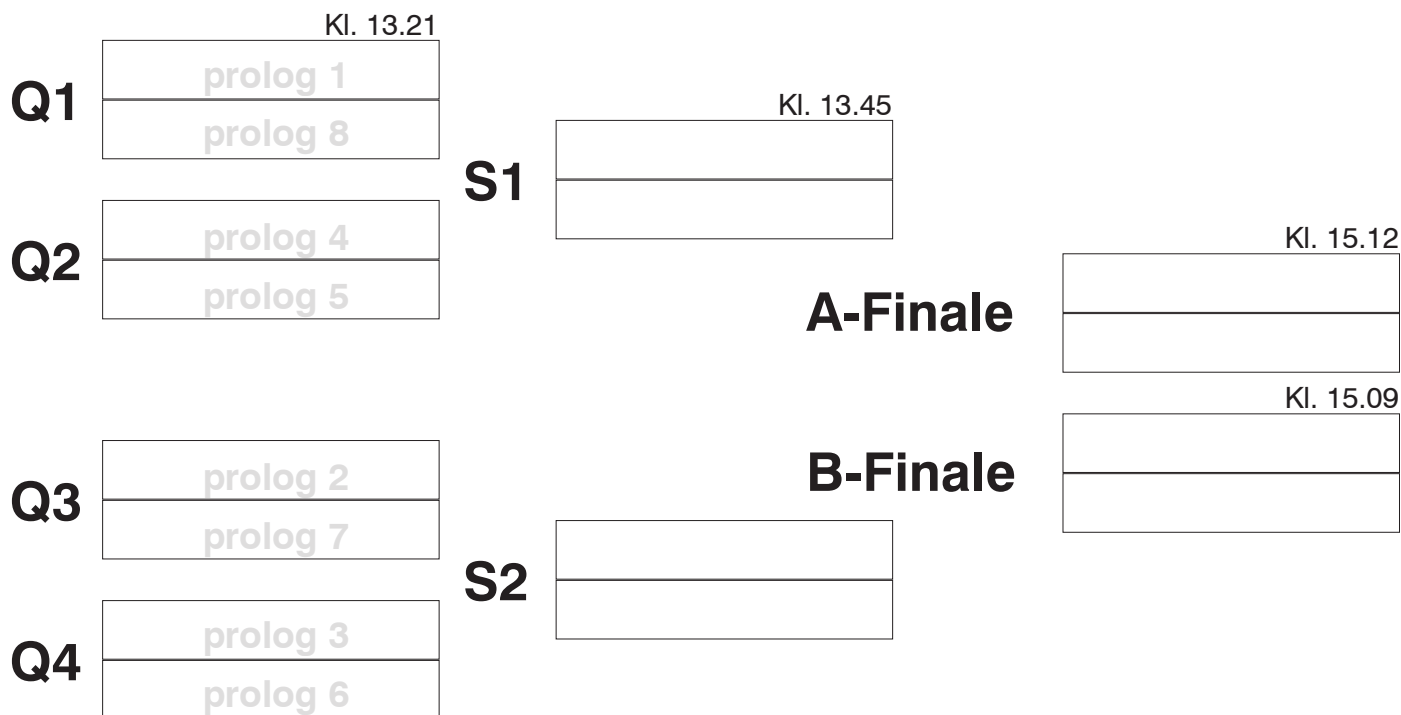 Kl. 13.21
Q1
prolog 1
prolog 8
Q2
prolog 4
prolog 5
Kl. 13.45
S1
Kl. 15.12
A-Finale
Kl. 15.09
B-Finale
Q3
prolog 2
prolog 7
S2
Q4
prolog 3
prolog 6